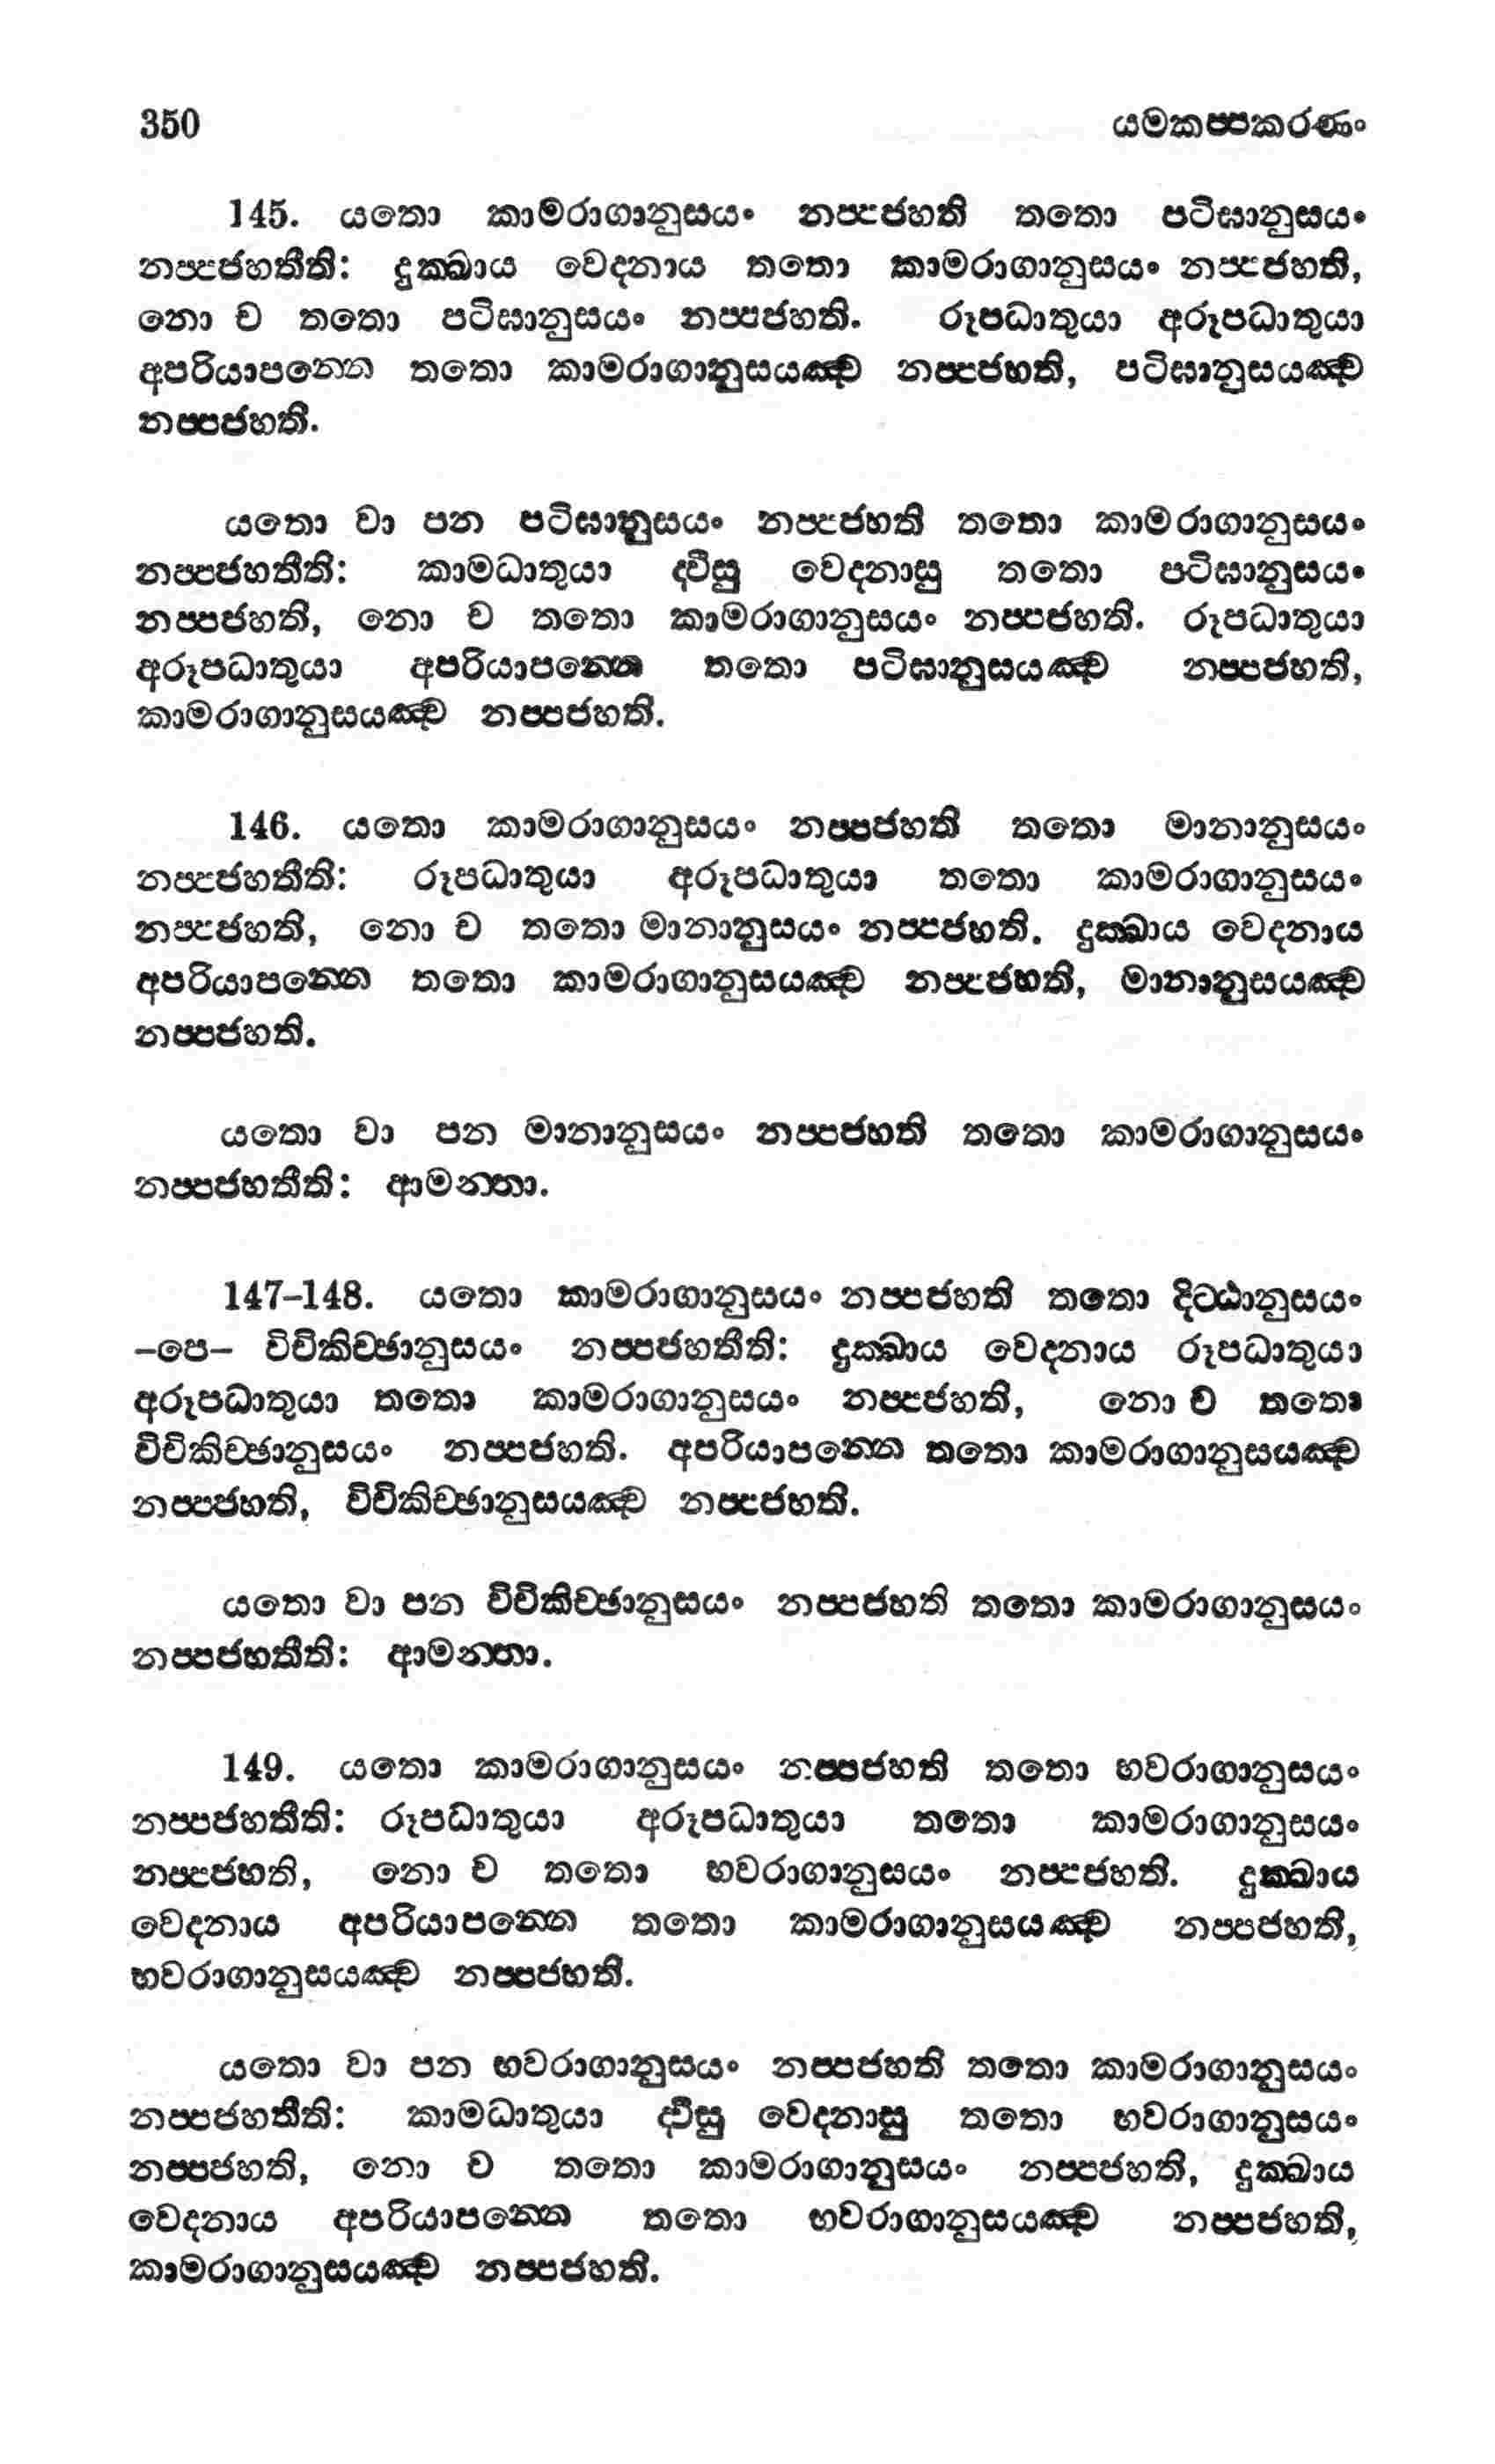 350 යමකප්පකරණං
145. යතො කාමරාගානුසයං නප්පජහති තතො පටිඝානුසයං
නප්පජහතීති: දුක්ඛාය වෙදනාය තතො කාමරාගානුසයං නප්පජහති,
නො ච තතො පටිඝානුසයං නප්පජහති. රූපධාතුයා අරූපධාතුයා
අපරියාපන්නෙ තතො කාමරාගානුසයඤ්ච නප්පජහති, පටිඝානුසයඤ්ච
නප්පජහති.
යතො වා පන පටිඝානුසයං නප්පජහති තතො කාමරාගානුසයං
නප්පජහතීති: කාමධාතුයා ද්වීසු වෙදනාසු තතො පටිඝානුසයං
නප්පජහති, නො ච තතො කාමරාගානුසයං නප්පජහති. රූපධාතුයා
අරූපධාතුයා අපරියාපන්නෙ තතො පටිඝානුසයඤ්ච නප්පජහති,
කාමරාගානුසයඤ්ච නප්පජහති.
146. යතො කාමරාගානුසයං නප්පජහති තතො මානානුසයං
නප්පජහතීති: රූපධාතුයා අරූපධාතුයා තතො කාමරාගානුසයං
නප්පජහති, නො ච තතො මානානුසයං නප්පජහති. දුක්ඛාය වෙදනාය
අපරියාපන්නෙ තතො කාමරාගානුසයඤ්ච නප්පජහති, මානානුසයඤ්ච
නප්පජහති.
යතො වා පන මානානුසයං නප්පජහති තතො කාමරාගානුසයං
නප්පජහතීති: ආමන්තා.
147–148. යතො කාමරාගානුසයං නප්පජහති තතො දිට්ඨානුසයං
–පෙ– විචිකිච්ඡානුසයං නප්පජහතීති: දුක්ඛාය වෙදනාය රූපධාතුයා
අරූපධාතුයා තතො කාමරාගානුසයං නප්පජහති, නො ච තතො
විචිකිච්ඡානුසයං නප්පජහති. අපරියාපන්නෙ තතො කාමරාගානුසයඤ්ච
නප්පජහති, විචිකිච්ඡානුසයඤ්ච නප්පජහති.
යතො වා පන විචිකිච්ඡානුසයං නප්පජහති තතො කාමරාගානුසයං
නප්පජහතීති: ආමන්තා.
149. යතො කාමරාගානුසයං නප්පජහති තතො භවරාගානුසයං
නප්පජහතීති: රූපධාතුයා අරූපධාතුයා තතො කාමරාගානුසයං
නප්පජහති, නො ච තතො භවරාගානුසයං නප්පජහති. දුක්ඛාය
වෙදනාය අපරියාපන්නෙ තතො කාමරාගානුසයඤ්ච නප්පජහති,
භවරාගානුසයඤ්ච නප්පජහති.
යතො වා පන භවරාගානුසයං නප්පජහති තතො කාමරාගානුසයං
නප්පජහතීති: කාමධාතුයා ද්වීසු වෙදනාසු තතො භවරාගානුසයං
නප්පජහති, නො ච තතො කාමරාගානුසයං නප්පජහති, දුක්ඛාය
වෙදනාය අපරියාපන්නෙ තතො භවරාගානුසයඤ්ච නප්පජහති,
කාමරාගානුසයඤ්ච නප්පජහති.